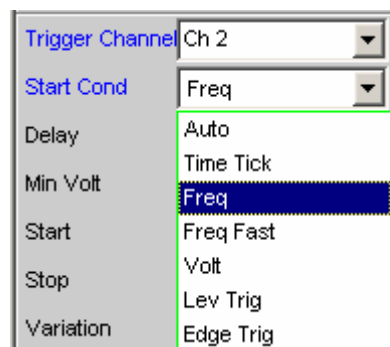 Trigger Channel Ch 2
Start Cond Freq
Delay Auto
Time Tick
Min Volt Freq
Start Freq Fast
Volt
Stop Lev Trig
Variation Edge Trig